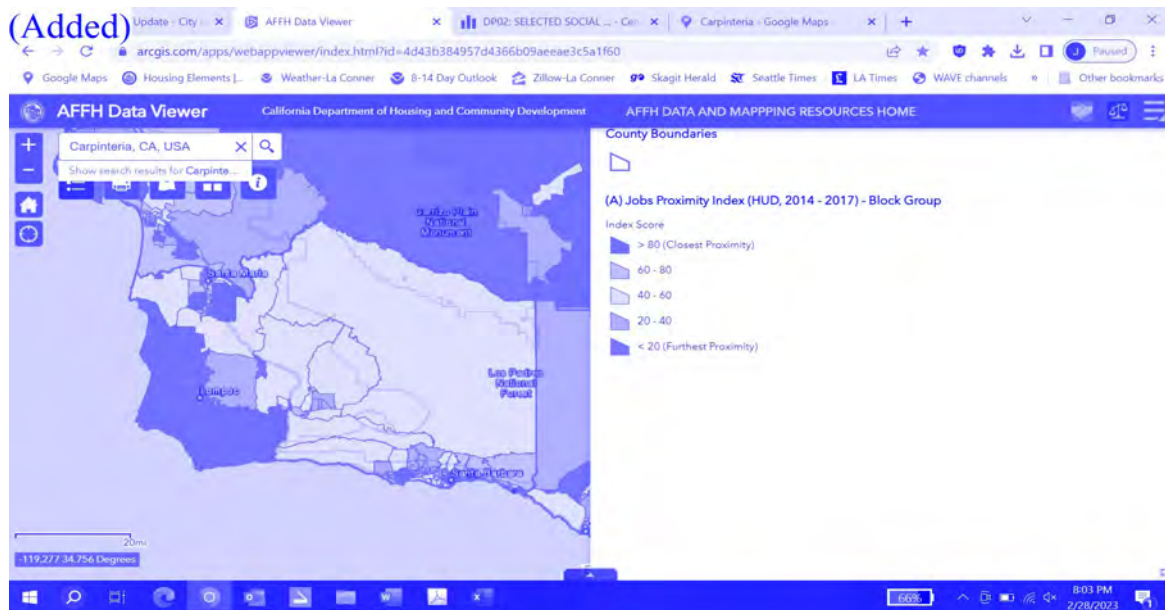 (Added)
Update - City
AFFH Data Viewer
DP02: SELECTED SOCIAL ... - Cen
Carpinteria - Google Maps
arcgis.com/apps/webappviewer/index.html?id=4d43b384957d4366b09aeeae3c5a1f60
Paused
Google Maps
Housing Elements |...
Weather-La Conner
8-14 Day Outlook
Zillow-La Conner
Skagit Herald
Seattle Times
LA Times
WAVE channels
Other bookmarks
AFFH Data Viewer
California Department of Housing and Community Development
AFFH DATA AND MAPPPING RESOURCES HOME
Carpinteria, CA, USA
Show search results for Carpinte...
Carrizo Plain
National
Monument
Santa Maria
Lompoc
Los Padres
National
Forest
Santa Barbara
20mi
-119.277 34.756 Degrees
County Boundaries
(A) Jobs Proximity Index (HUD, 2014 - 2017) - Block Group
Index Score
> 80 (Closest Proximity)
60 - 80
40 - 60
20 - 40
< 20 (Furthest Proximity)
66%
8:03 PM
2/28/2023